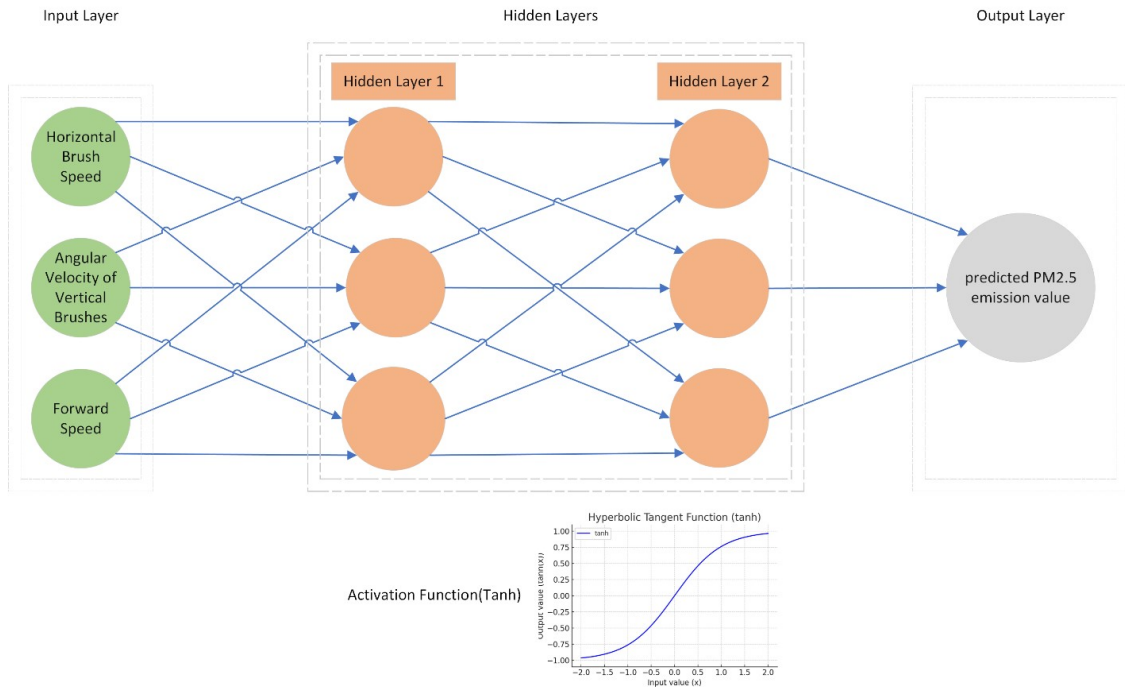 Input Layer
Hidden Layers
Output Layer
Hidden Layer 1
Hidden Layer 2
Horizontal
Brush
Speed
Angular
Velocity of
Vertical
Brushes
Forward
Speed
predicted PM2.5
emission value
Activation Function(Tanh)
Hyperbolic Tangent Function (tanh)
tanh
Output value (tanh(x))
1.00
0.75
0.50
0.25
0.00
−0.25
−0.50
−0.75
−1.00
−2.0 −1.5 −1.0 −0.5 0.0 0.5 1.0 1.5 2.0
Input value (x)